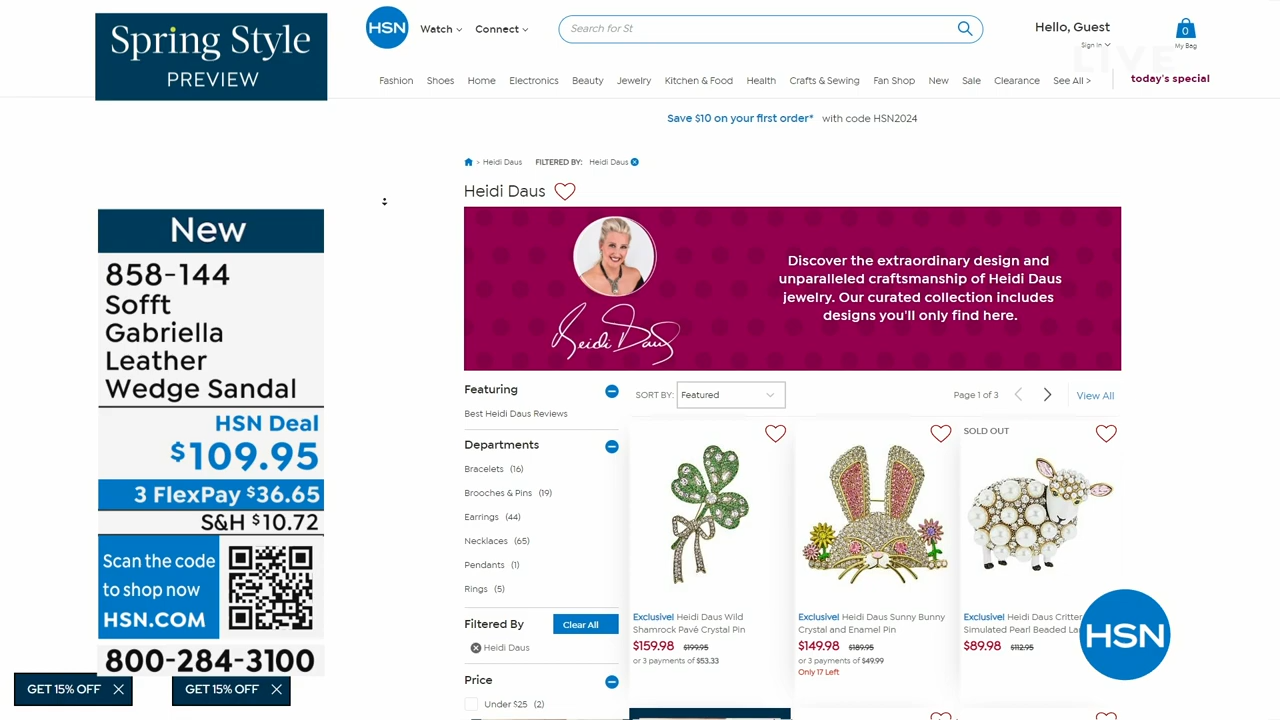 Spring Style
PREVIEW
HSN
Watch
Connect
Search for St
Hello, Guest
Sign In
0
My Bag
LIVE
Fashion Shoes Home Electronics Beauty Jewelry Kitchen & Food Health Crafts & Sewing Fan Shop New Sale Clearance See All >
today's special
Save $10 on your first order* with code HSN2024
> Heidi Daus FILTERED BY: Heidi Daus
Heidi Daus
Discover the extraordinary design and
unparalleled craftsmanship of Heidi Daus
jewelry. Our curated collection includes
designs you'll only find here.
Heidi Daus
New
858-144
Sofft
Gabriella
Leather
Wedge Sandal
HSN Deal
$109.95
3 FlexPay $36.65
S&H $10.72
Scan the code
to shop now
HSN.COM
800-284-3100
GET 15% OFF
GET 15% OFF
Featuring
Best Heidi Daus Reviews
Departments
Bracelets (16)
Brooches & Pins (19)
Earrings (44)
Necklaces (65)
Pendants (1)
Rings (5)
Filtered By
Clear All
Heidi Daus
Price
Under $25 (2)
SORT BY: Featured
Page 1 of 3
View All
Exclusive! Heidi Daus Wild
Shamrock Pavé Crystal Pin
$159.98 $199.95
or 3 payments of $53.33
Exclusive! Heidi Daus Sunny Bunny
Crystal and Enamel Pin
$149.98 $189.95
or 3 payments of $49.99
Only 17 Left
SOLD OUT
Exclusive! Heidi Daus Critter
Simulated Pearl Beaded
$89.98 $112.95
HSN